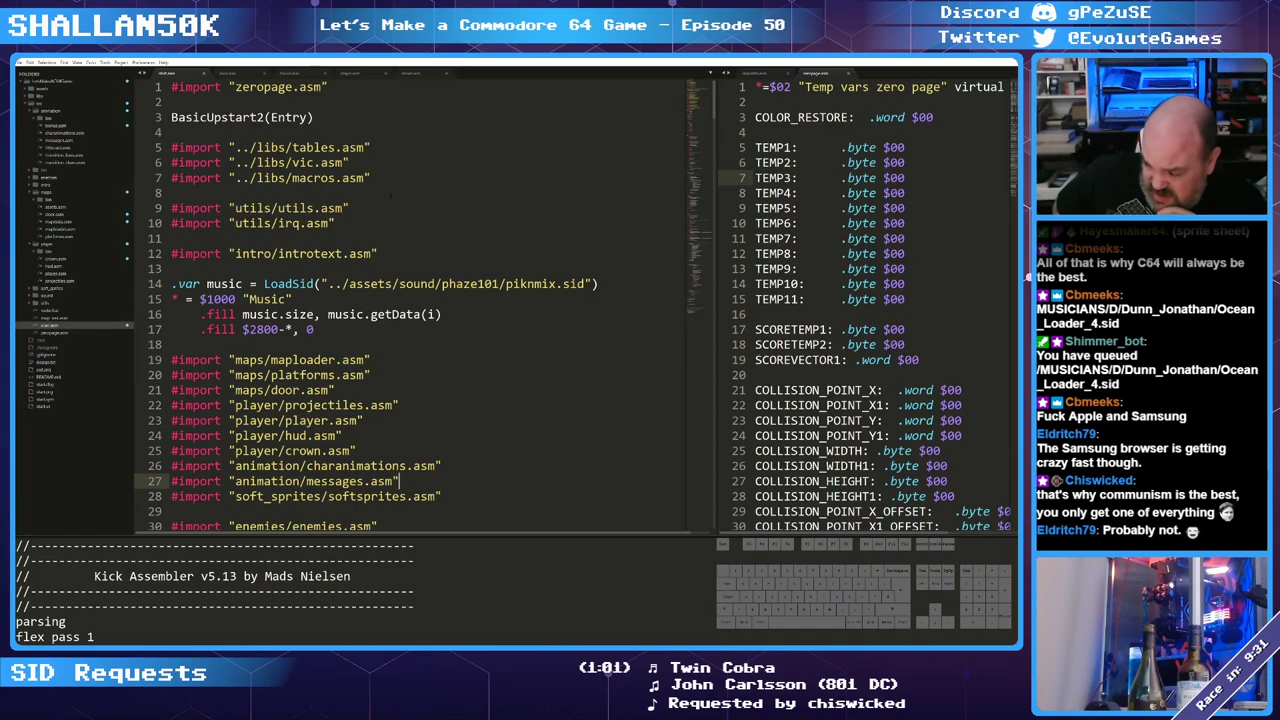 SHALLAN50K
Let's Make a Commodore 64 Game - Episode 50
Discord gPeZuSE
Twitter @EvoluteGames
FOLDERS
1 #import "zeropage.asm"
2
3 BasicUpstart2(Entry)
4
5 #import "../libs/tables.asm"
6 #import "../libs/vic.asm"
7 #import "../libs/macros.asm"
8
9 #import "utils/utils.asm"
10 #import "utils/irq.asm"
11
12 #import "intro/introtext.asm"
13
14 .var music = LoadSid("../assets/sound/phaze101/piknmix.sid")
15 * = $1000 "Music"
16 .fill music.size, music.getData(i)
17 .fill $2800-*, 0
18
19 #import "maps/maploader.asm"
20 #import "maps/platforms.asm"
21 #import "maps/door.asm"
22 #import "player/projectiles.asm"
23 #import "player/player.asm"
24 #import "player/hud.asm"
25 #import "player/crown.asm"
26 #import "animation/charanimations.asm"
27 #import "animation/messages.asm"
28 #import "soft_sprites/softsprites.asm"
29
30 #import "enemies/enemies.asm"
1 *=$02 "Temp vars zero page" virtual
2
3 COLOR_RESTORE: .word $00
4
5 TEMP1: .byte $00
6 TEMP2: .byte $00
7 TEMP3: .byte $00
8 TEMP4: .byte $00
9 TEMP5: .byte $00
10 TEMP6: .byte $00
11 TEMP7: .byte $00
12 TEMP8: .byte $00
13 TEMP9: .byte $00
14 TEMP10: .byte $00
15 TEMP11: .byte $00
16
17 SCORETEMP1: .byte $00
18 SCORETEMP2: .byte $00
19 SCOREVECTOR1: .word $00
20
21 COLLISION_POINT_X: .word $00
22 COLLISION_POINT_X1: .word $00
23 COLLISION_POINT_Y: .word $00
24 COLLISION_POINT_Y1: .word $00
25 COLLISION_WIDTH: .byte $00
26 COLLISION_WIDTH1: .byte $00
27 COLLISION_HEIGHT: .byte $00
28 COLLISION_HEIGHT1: .byte $00
29 COLLISION_POINT_X_OFFSET: .byte $0
30 COLLISION_POINT_X1_OFFSET: .byte $
//------------------------------------------------------
//------------------------------------------------------
// Kick Assembler v5.13 by Mads Nielsen
//------------------------------------------------------
//------------------------------------------------------
parsing
flex pass 1
Hayesmaker64: (sprite sheet)
Cbmeeks:
All of that is why C64 will always be
the best.
Cbmeeks:
MUSICIANS/D/Dunn_Jonathan/Ocean
_Loader_4.sid
Shimmer_bot:
You have queued
/MUSICIANS/D/Dunn_Jonathan/Ocean
_Loader_4.sid
Cbmeeks:
Fuck Apple and Samsung
Eldritch79:
The Samsung browser is getting
crazy fast though.
Chiswicked:
that's why communism is the best,
you only get one of everything
Eldritch79: Probably not.
SID Requests
(1:01) Twin Cobra
John Carlsson (801 DC)
Requested by chiswicked
Race in: 9:31